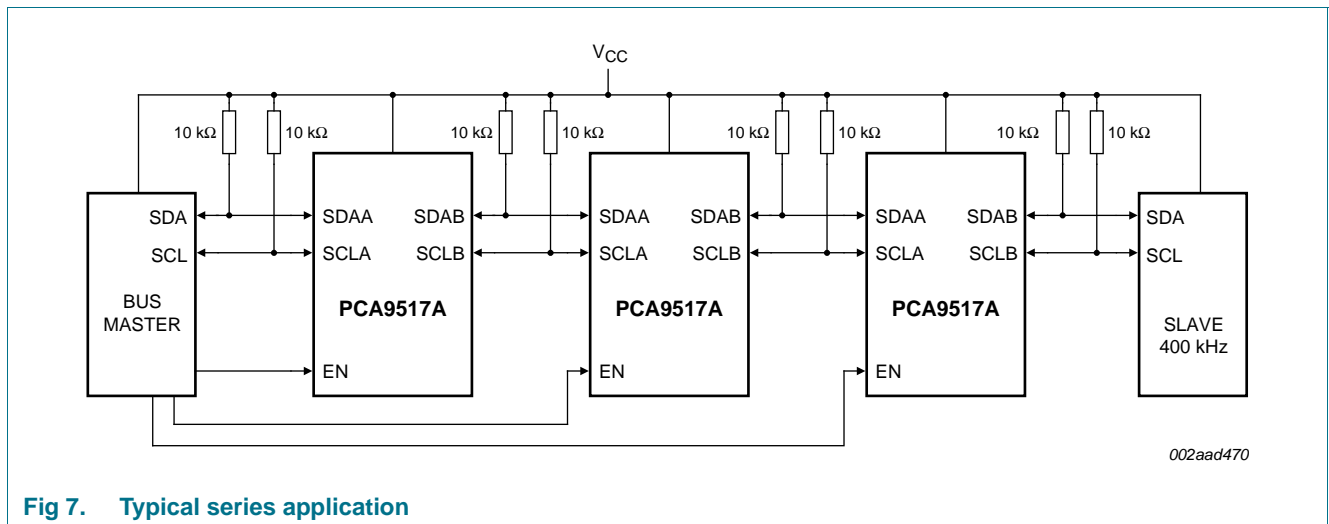 VCC
10 kΩ 10 kΩ 10 kΩ 10 kΩ 10 kΩ 10 kΩ 10 kΩ 10 kΩ
SDA SDAA SDAB SDAA SDAB SDAA SDAB SDA
SCL SCLA SCLB SCLA SCLB SCLA SCLB SCL
BUS
MASTER
PCA9517A PCA9517A PCA9517A
SLAVE
400 kHz
EN EN EN
002aad470
Fig 7. Typical series application